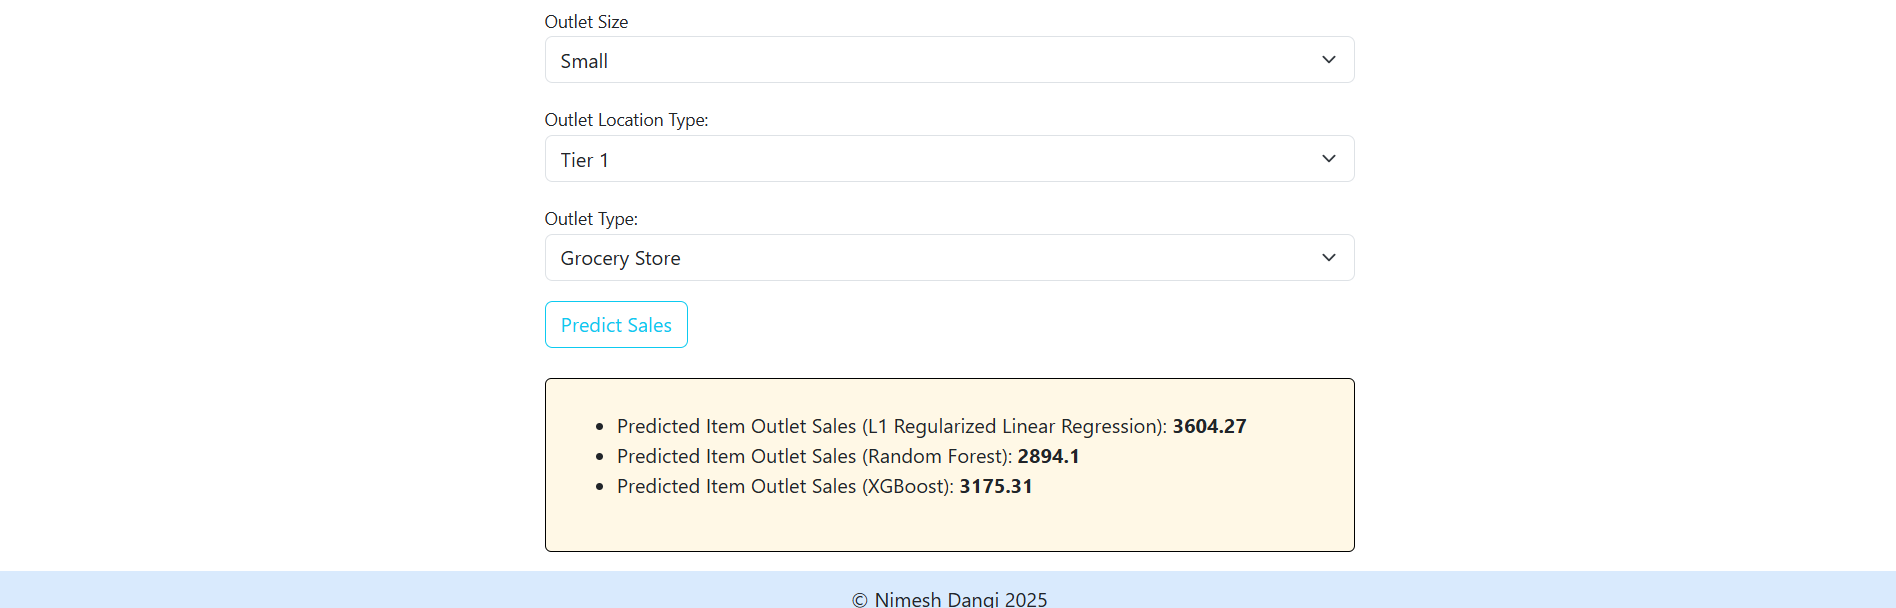 Outlet Size
Small
Outlet Location Type:
Tier 1
Outlet Type:
Grocery Store
Predict Sales
Predicted Item Outlet Sales (L1 Regularized Linear Regression): 3604.27
Predicted Item Outlet Sales (Random Forest): 2894.1
Predicted Item Outlet Sales (XGBoost): 3175.31
© Nimesh Dangi 2025